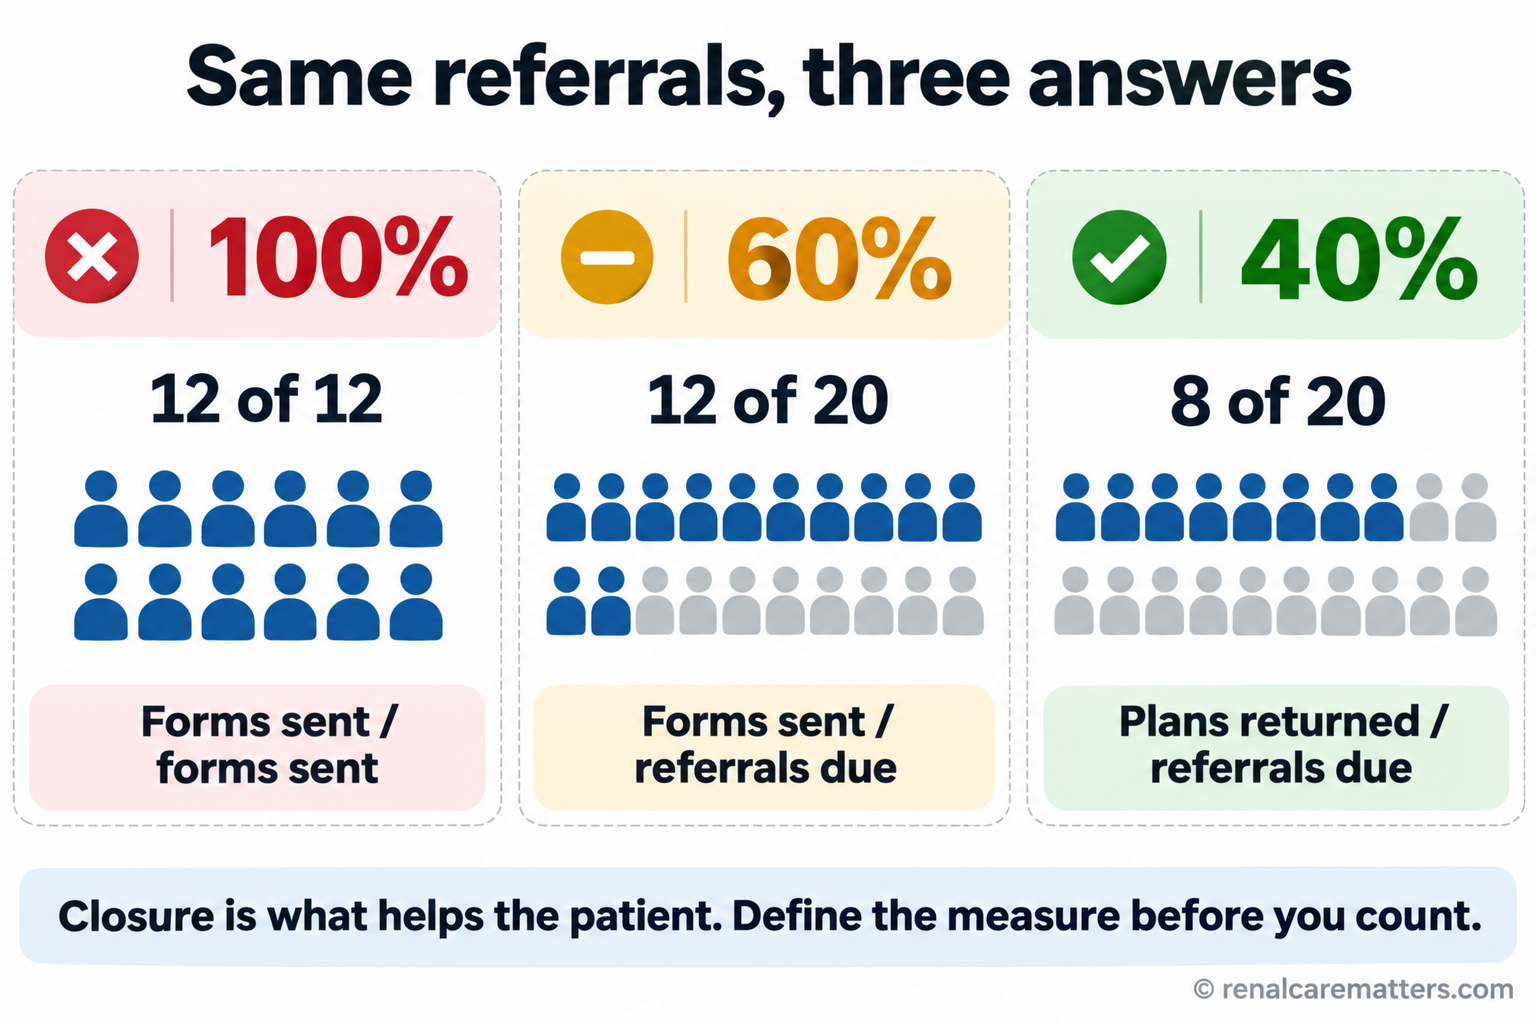 Same referrals, three answers
100%
12 of 12
Forms sent /
forms sent
60%
12 of 20
Forms sent /
referrals due
40%
8 of 20
Plans returned /
referrals due
Closure is what helps the patient. Define the measure before you count.
© renalcarematters.com